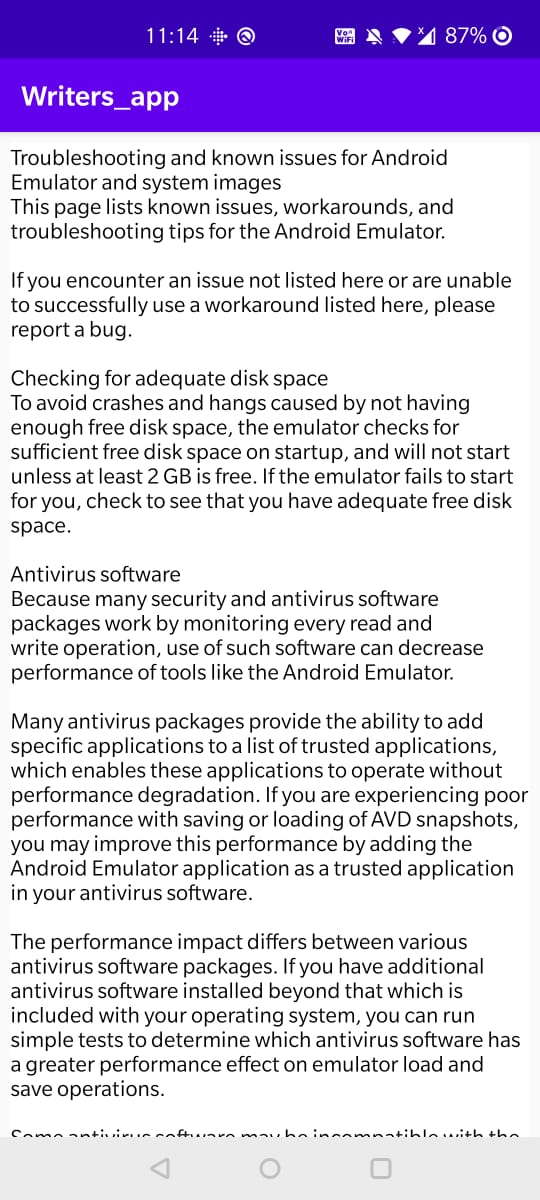 11:14
Vo) WiFi
87%
Writers_app
Troubleshooting and known issues for Android
Emulator and system images
This page lists known issues, workarounds, and
troubleshooting tips for the Android Emulator.
If you encounter an issue not listed here or are unable
to successfully use a workaround listed here, please
report a bug.
Checking for adequate disk space
To avoid crashes and hangs caused by not having
enough free disk space, the emulator checks for
sufficient free disk space on startup, and will not start
unless at least 2 GB is free. If the emulator fails to start
for you, check to see that you have adequate free disk
space.
Antivirus software
Because many security and antivirus software
packages work by monitoring every read and
write operation, use of such software can decrease
performance of tools like the Android Emulator.
Many antivirus packages provide the ability to add
specific applications to a list of trusted applications,
which enables these applications to operate without
performance degradation. If you are experiencing poor
performance with saving or loading of AVD snapshots,
you may improve this performance by adding the
Android Emulator application as a trusted application
in your antivirus software.
The performance impact differs between various
antivirus software packages. If you have additional
antivirus software installed beyond that which is
included with your operating system, you can run
simple tests to determine which antivirus software has
a greater performance effect on emulator load and
save operations.
Some antivirus software may be incompatible with the